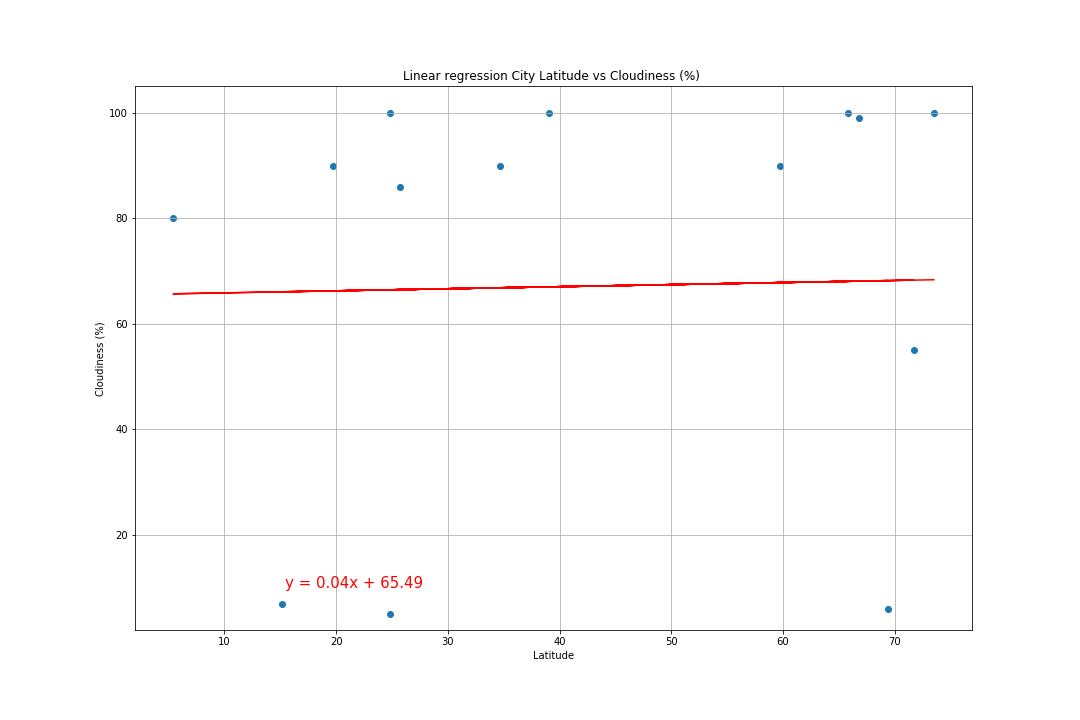 Linear regression City Latitude vs Cloudiness (%)
100
80
60
40
20
Cloudiness (%)
y = 0.04x + 65.49
10 20 30 40 50 60 70
Latitude